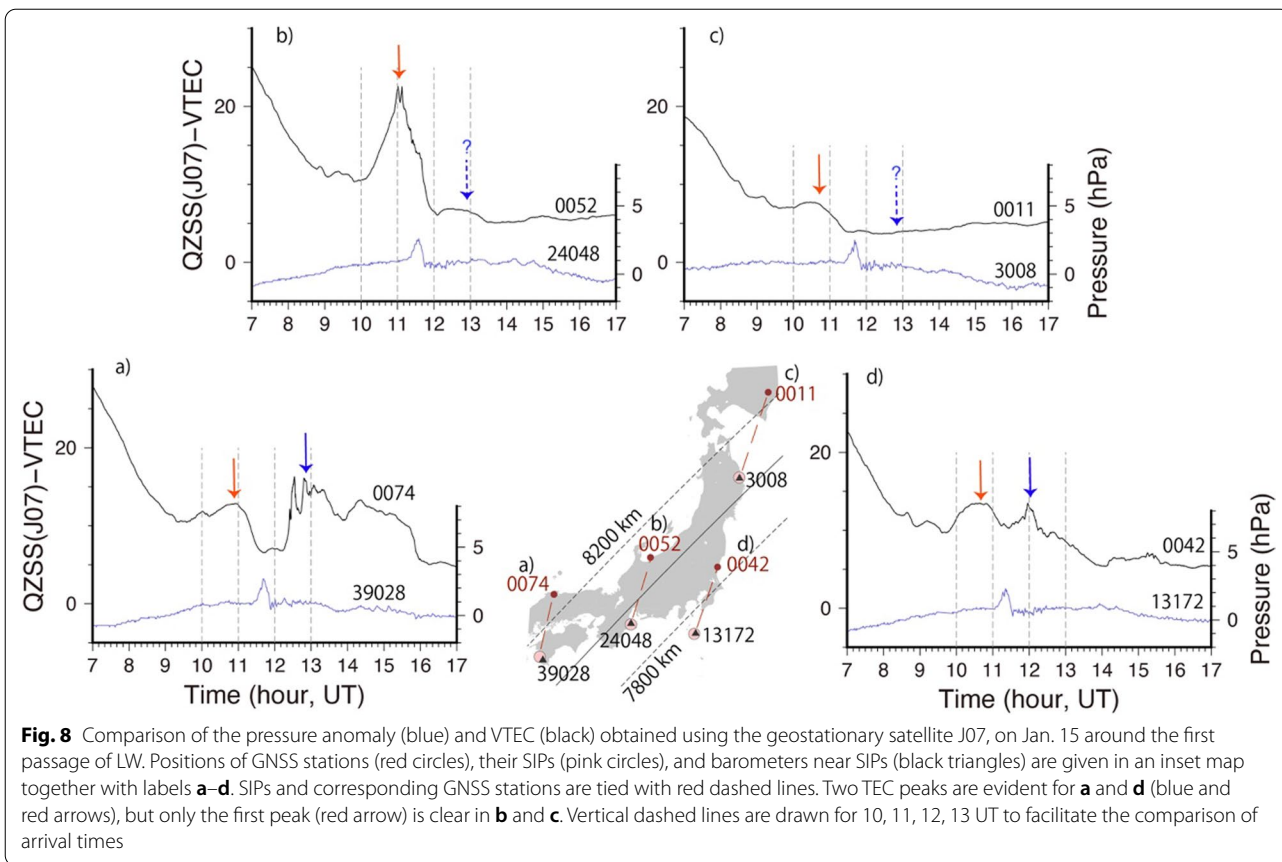 b)
QZSS(J07)–VTEC
20
0
?
0052
24048
5
0
7 8 9 10 11 12 13 14 15 16 17
c)
20
0
?
0011
3008
5
0
Pressure (hPa)
7 8 9 10 11 12 13 14 15 16 17
a)
QZSS(J07)–VTEC
20
0
0074
39028
5
0
7 8 9 10 11 12 13 14 15 16 17
Time (hour, UT)
c)
0011
3008
8200 km
b)
0052
d)
0042
a)
0074
24048
13172
39028
7800 km
d)
20
0
0042
13172
5
0
Pressure (hPa)
7 8 9 10 11 12 13 14 15 16 17
Time (hour, UT)
Fig. 8 Comparison of the pressure anomaly (blue) and VTEC (black) obtained using the geostationary satellite J07, on Jan. 15 around the first
passage of LW. Positions of GNSS stations (red circles), their SIPs (pink circles), and barometers near SIPs (black triangles) are given in an inset map
together with labels a–d. SIPs and corresponding GNSS stations are tied with red dashed lines. Two TEC peaks are evident for a and d (blue and
red arrows), but only the first peak (red arrow) is clear in b and c. Vertical dashed lines are drawn for 10, 11, 12, 13 UT to facilitate the comparison of
arrival times